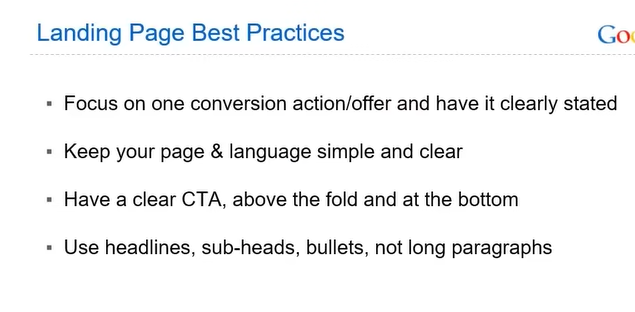 Landing Page Best Practices
Focus on one conversion action/offer and have it clearly stated
Keep your page & language simple and clear
Have a clear CTA, above the fold and at the bottom
Use headlines, sub-heads, bullets, not long paragraphs